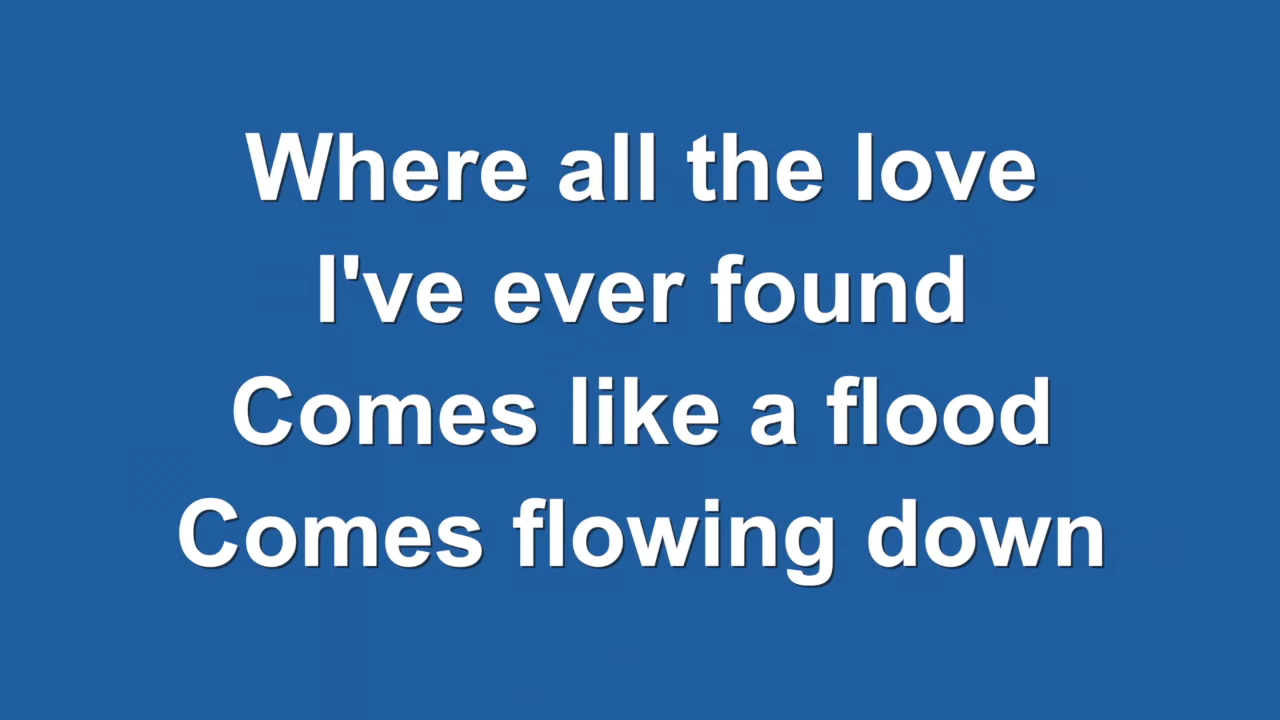 Where all the love
I've ever found
Comes like a flood
Comes flowing down